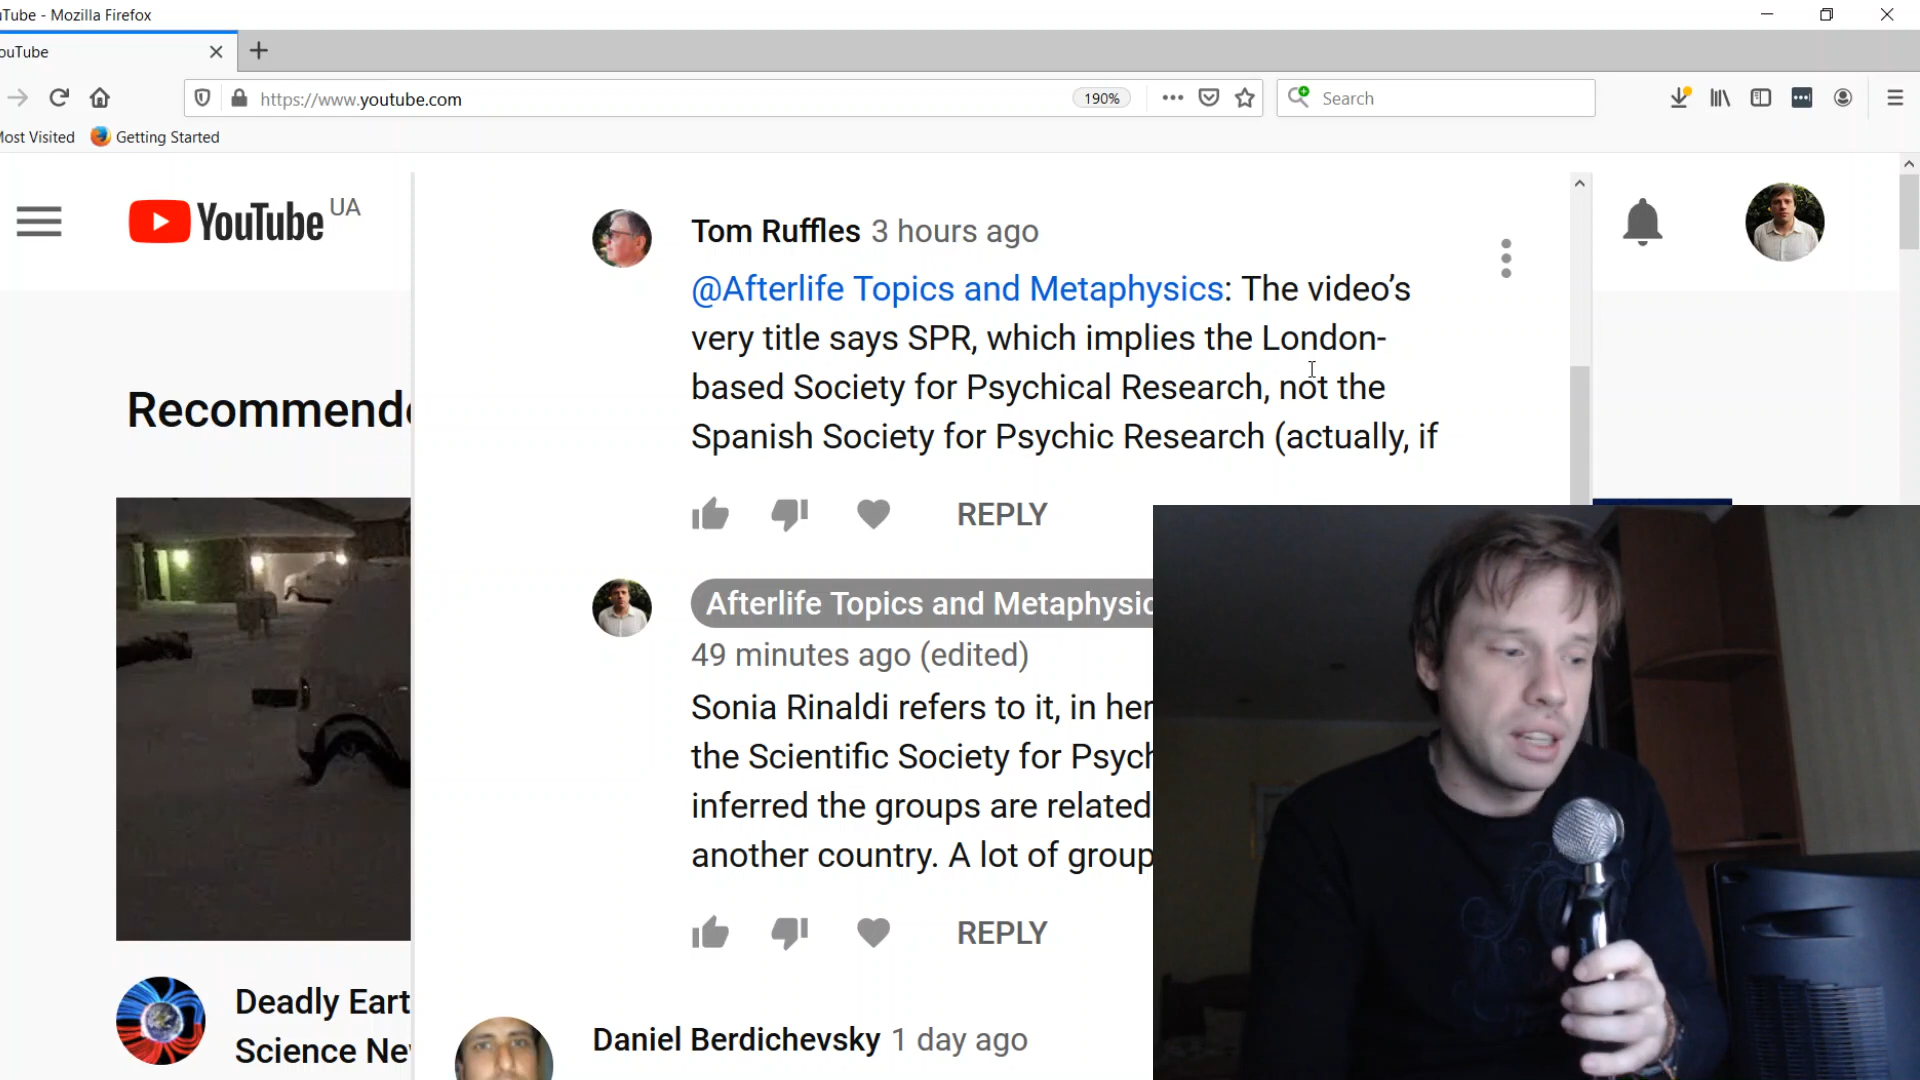 uTube - Mozilla Firefox
ouTube
https://www.youtube.com
190%
Search
Most Visited
Getting Started
YouTube UA
Tom Ruffles 3 hours ago
@Afterlife Topics and Metaphysics: The video's
very title says SPR, which implies the London-
based Society for Psychical Research, not the
Spanish Society for Psychic Research (actually, if
REPLY
Recommende
Afterlife Topics and Metaphysic
49 minutes ago (edited)
Sonia Rinaldi refers to it, in her
the Scientific Society for Psych
inferred the groups are related
another country. A lot of group
REPLY
Deadly Eart
Science Ne
Daniel Berdichevsky 1 day ago